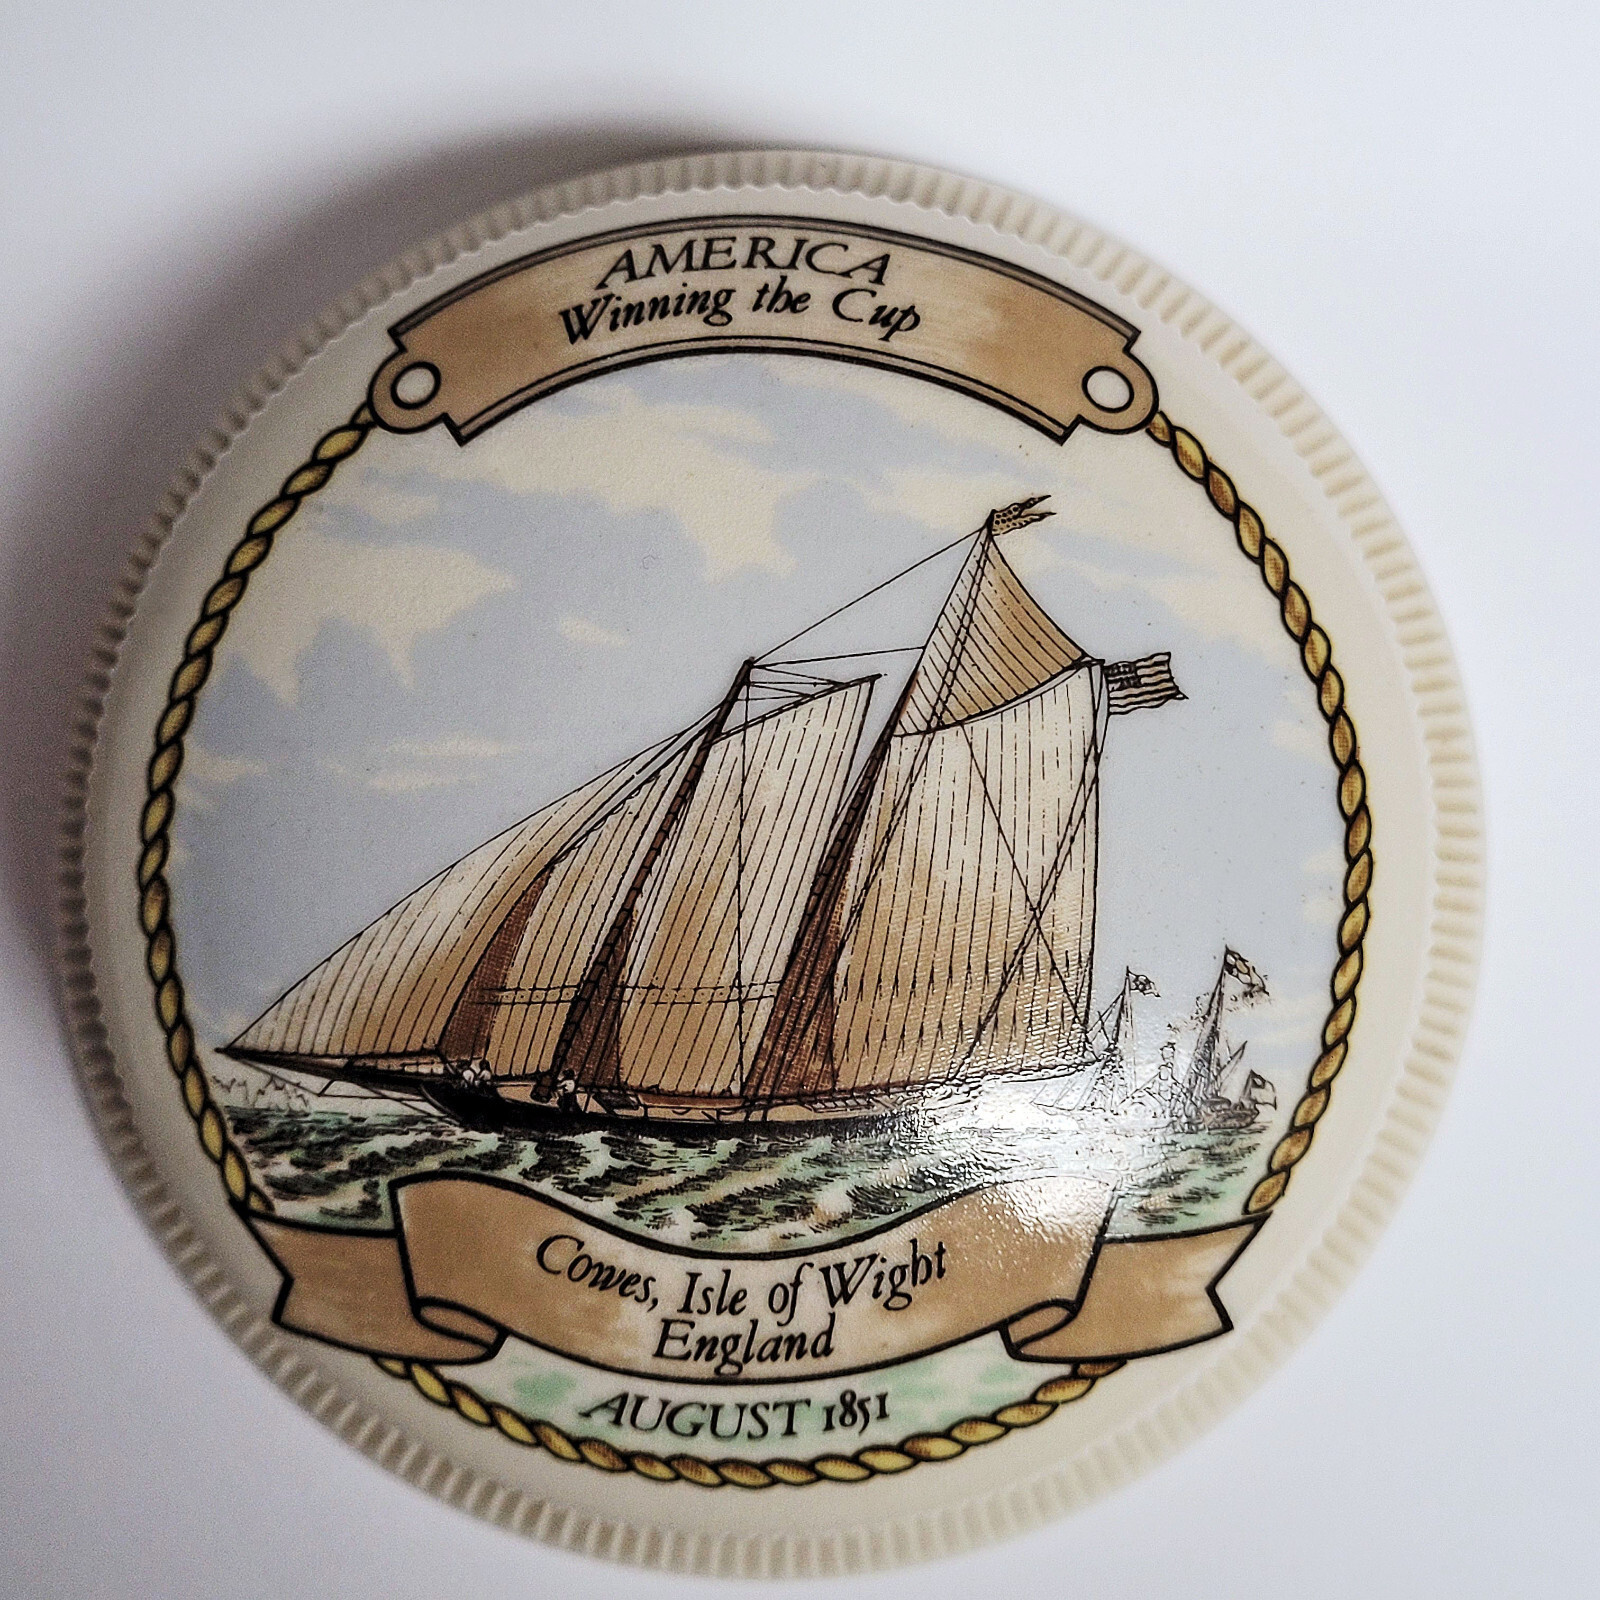 AMERICA
Winning the Cup
Cowes, Isle of Wight
England
AUGUST 1851